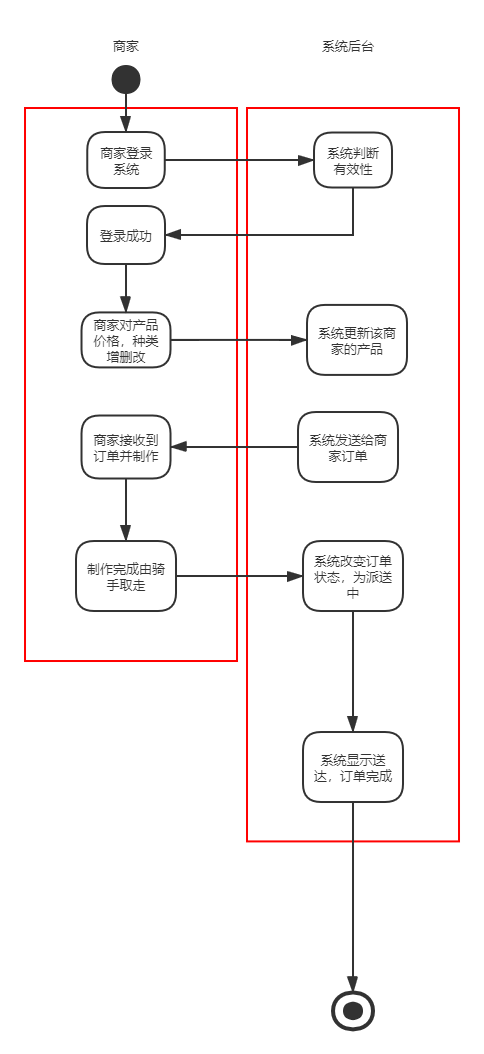 商家
系统后台
商家登录
系统
系统判断
有效性
登录成功
商家对产品
价格，种类
增删改
系统更新该商
家的产品
商家接收到
订单并制作
系统发送给商
家订单
制作完成由骑
手取走
系统改变订单
状态，为派送
中
系统显示送
达，订单完成